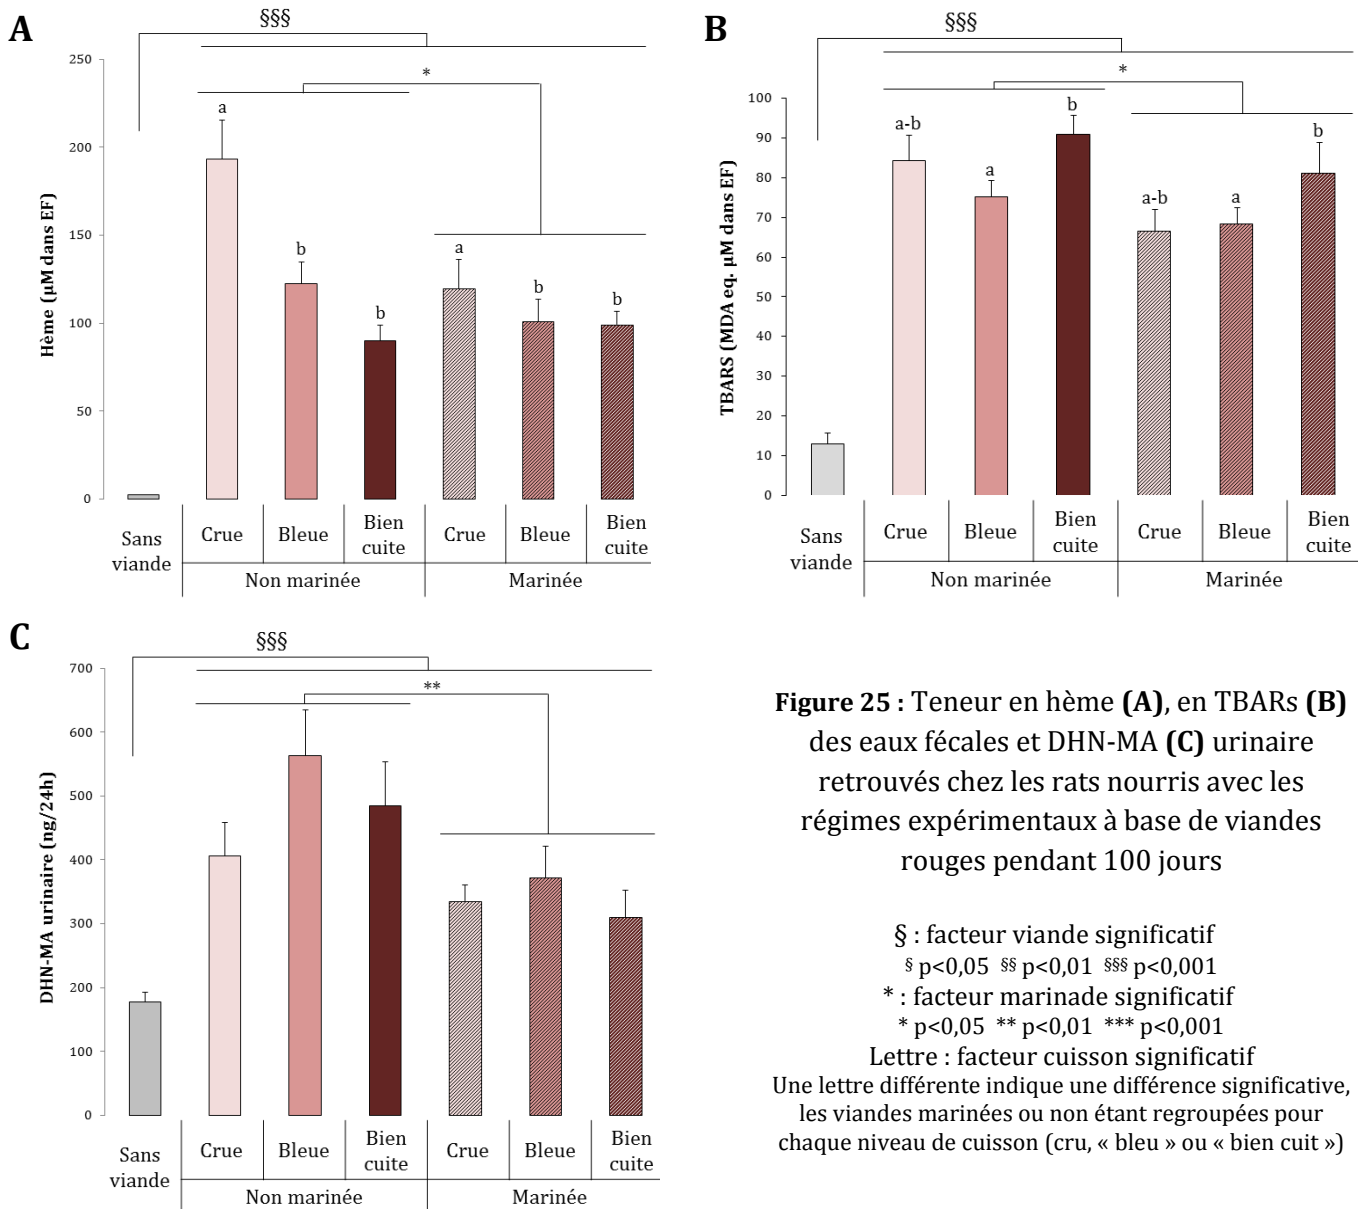 A
§§§
*
250
200
150
100
50
0
Hème (µM dans EF)
a
b
b
a
b
b
Sans viande
Crue
Bleue
Bien cuite
Crue
Bleue
Bien cuite
Non marinée
Marinée
B
§§§
*
100
90
80
70
60
50
40
30
20
10
0
TBARS (MDA eq. µM dans EF)
a-b
a
b
a-b
a
b
Sans viande
Crue
Bleue
Bien cuite
Crue
Bleue
Bien cuite
Non marinée
Marinée
C
§§§
**
700
600
500
400
300
200
100
0
DHN-MA urinaire (ng/24h)
Sans viande
Crue
Bleue
Bien cuite
Crue
Bleue
Bien cuite
Non marinée
Marinée
Figure 25 : Teneur en hème (A), en TBARs (B)
des eaux fécales et DHN-MA (C) urinaire
retrouvés chez les rats nourris avec les
régimes expérimentaux à base de viandes
rouges pendant 100 jours
§ : facteur viande significatif
§ p<0,05 §§ p<0,01 §§§ p<0,001
* : facteur marinade significatif
* p<0,05 ** p<0,01 *** p<0,001
Lettre : facteur cuisson significatif
Une lettre différente indique une différence significative,
les viandes marinées ou non étant regroupées pour
chaque niveau de cuisson (cru, « bleu » ou « bien cuit »)